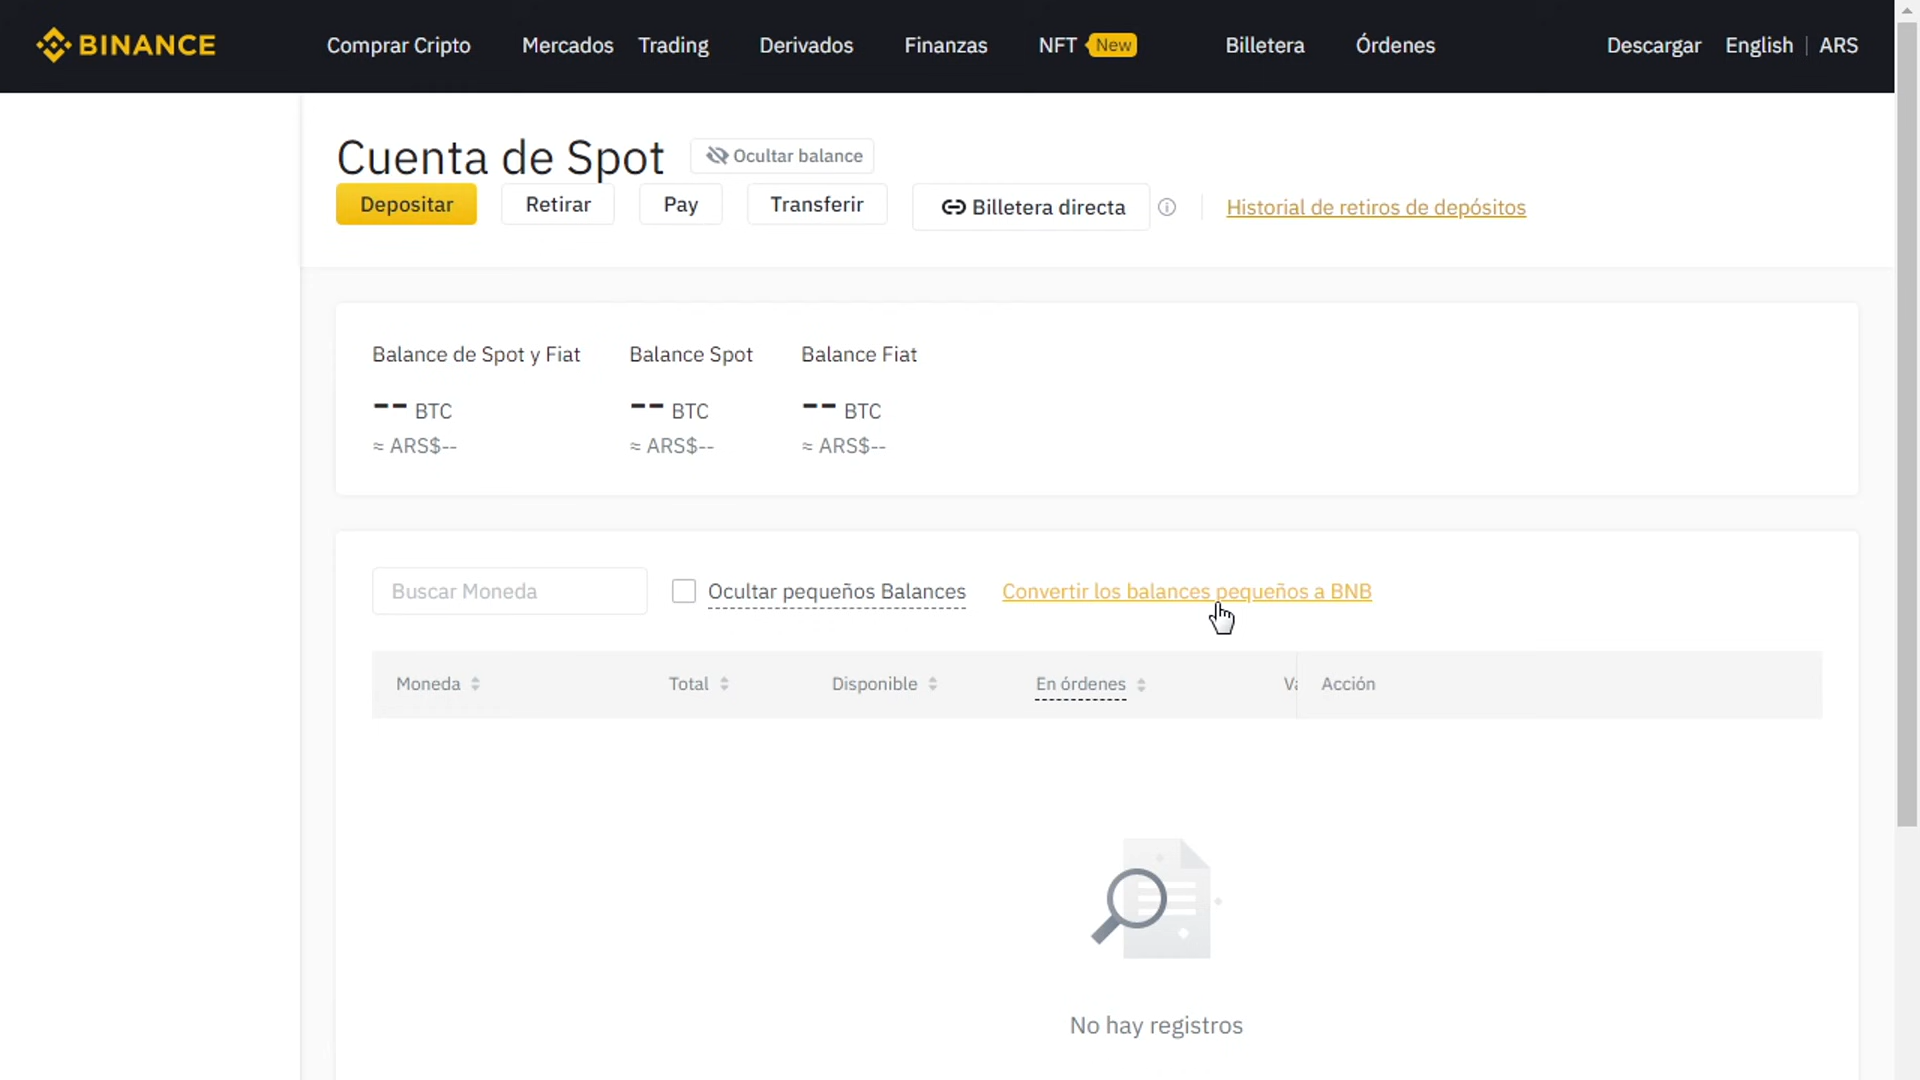 BINANCE
Comprar Cripto Mercados Trading Derivados Finanzas NFT New Billetera Órdenes Descargar English | ARS
Cuenta de Spot Ocultar balance
Depositar Retirar Pay Transferir Billetera directa Historial de retiros de depósitos
Balance de Spot y Fiat Balance Spot Balance Fiat
-- BTC -- BTC -- BTC
≈ ARS$-- ≈ ARS$-- ≈ ARS$--
Buscar Moneda Ocultar pequeños Balances Convertir los balances pequeños a BNB
Moneda Total Disponible En órdenes Acción
No hay registros